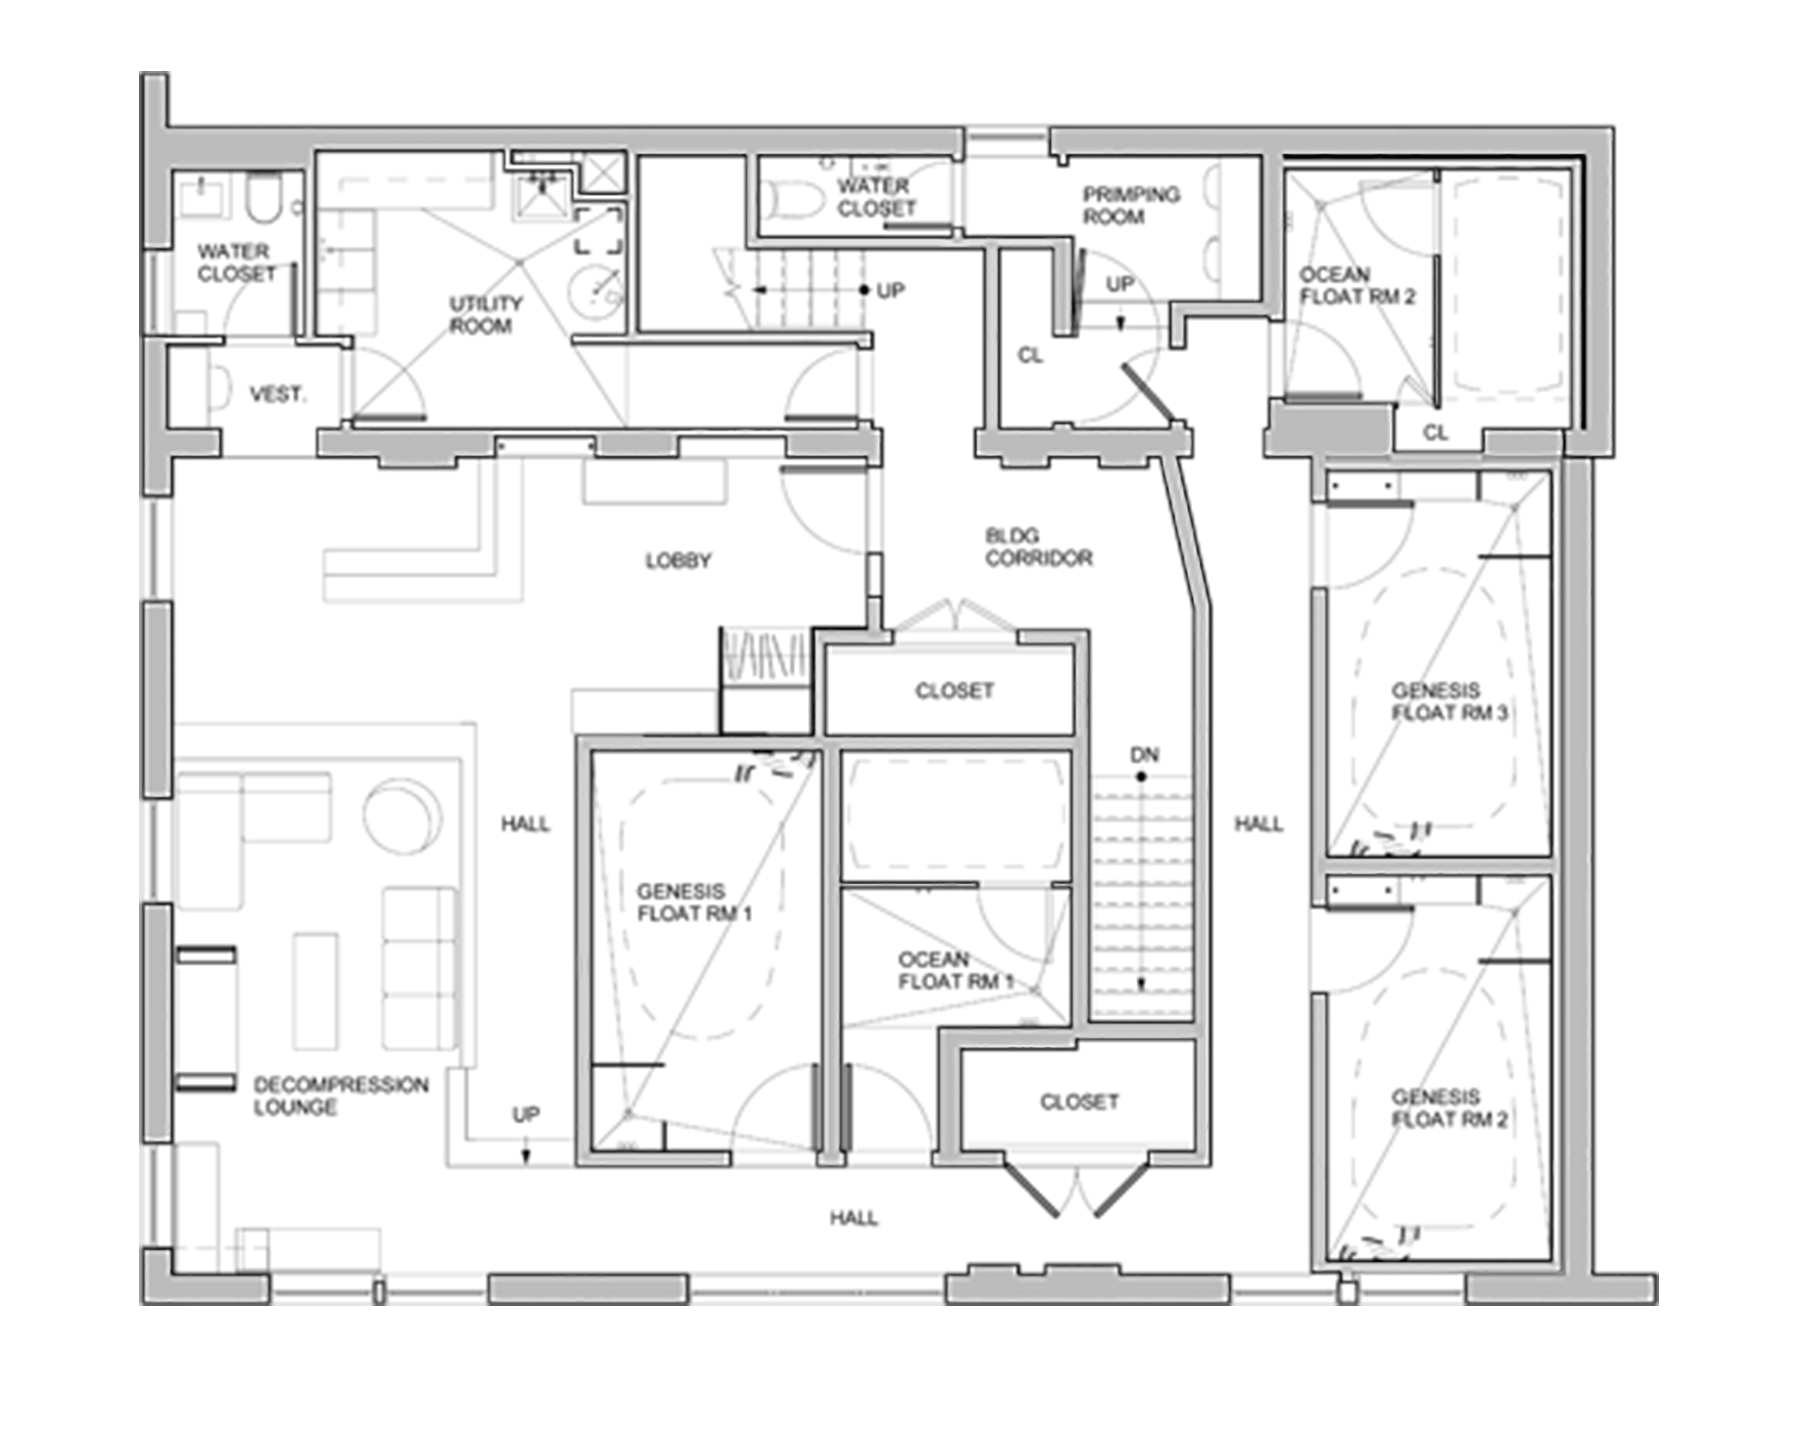 WATER
CLOSET
PRIMPING
ROOM
WATER
CLOSET
UTILITY
ROOM
UP
UP
OCEAN
FLOAT RM 2
CL
VEST.
CL
LOBBY
BLDG
CORRIDOR
CLOSET
GENESIS
FLOAT RM 3
DN
HALL
HALL
GENESIS
FLOAT RM 1
OCEAN
FLOAT RM 1
DECOMPRESSION
LOUNGE
UP
CLOSET
GENESIS
FLOAT RM 2
HALL